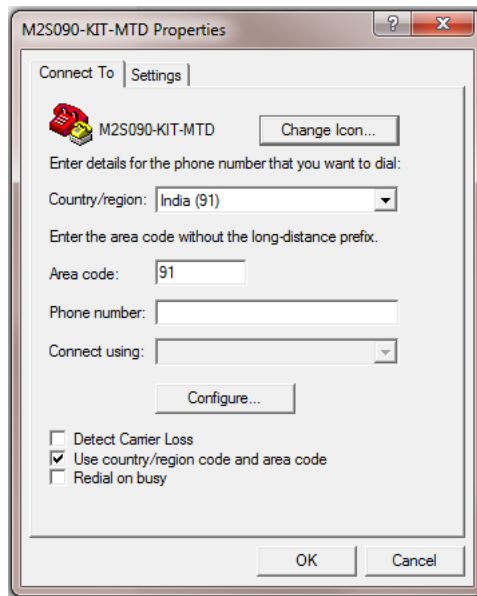 M2S090-KIT-MTD Properties
?
Connect To
Settings
M2S090-KIT-MTD
Change Icon...
Enter details for the phone number that you want to dial:
Country/region:
India (91)
Enter the area code without the long-distance prefix.
Area code:
91
Phone number:
Connect using:
Configure...
Detect Carrier Loss
Use country/region code and area code
Redial on busy
OK
Cancel